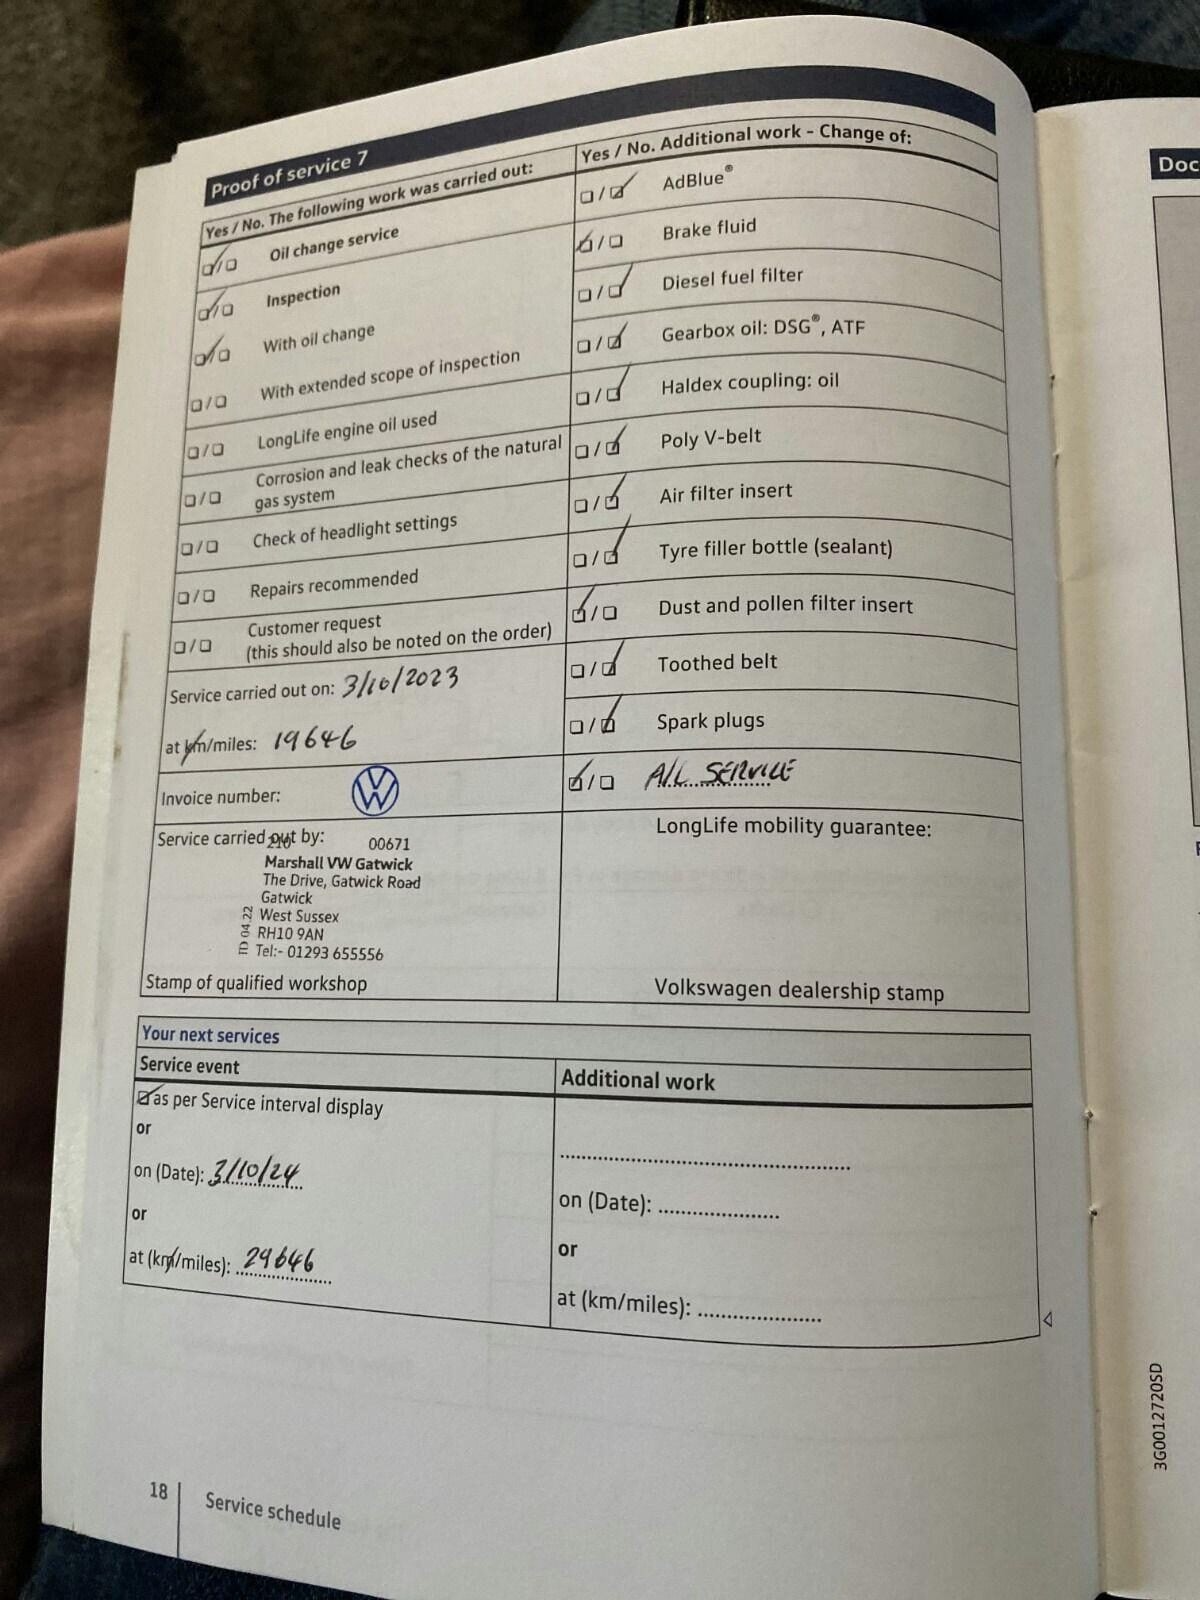 Proof of service 7
Yes / No. The following work was carried out:
Oil change service
Inspection
With oil change
With extended scope of inspection
LongLife engine oil used
Corrosion and leak checks of the natural
gas system
Check of headlight settings
Repairs recommended
Customer request
(this should also be noted on the order)
Service carried out on: 3/10/2023
at km/miles: 19646
Invoice number:
Service carried out by:
210 00671
Marshall VW Gatwick
The Drive, Gatwick Road
Gatwick
West Sussex
RH10 9AN
Tel:- 01293 655556
TD 04.22
Stamp of qualified workshop
Yes / No. Additional work - Change of:
AdBlue®
Brake fluid
Diesel fuel filter
Gearbox oil: DSG®, ATF
Haldex coupling: oil
Poly V-belt
Air filter insert
Tyre filler bottle (sealant)
Dust and pollen filter insert
Toothed belt
Spark plugs
A/C SERVICE
LongLife mobility guarantee:
Volkswagen dealership stamp
Your next services
Service event
as per Service interval display
or
on (Date): 3/10/24
or
at (km/miles): 29646
Additional work
on (Date):
or
at (km/miles):
18
Service schedule
Doc
3G0012720SD